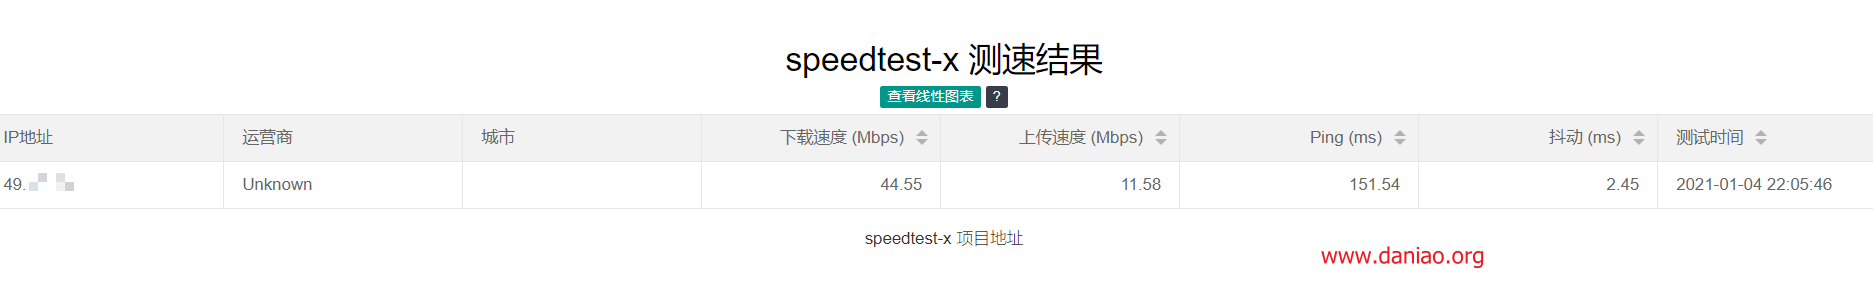 speedtest-x 测速结果
查看线性图表 ?
IP地址 运营商 城市 下载速度 (Mbps) 上传速度 (Mbps) Ping (ms) 抖动 (ms) 测试时间
49. Unknown 44.55 11.58 151.54 2.45 2021-01-04 22:05:46
speedtest-x 项目地址
www.daniao.org